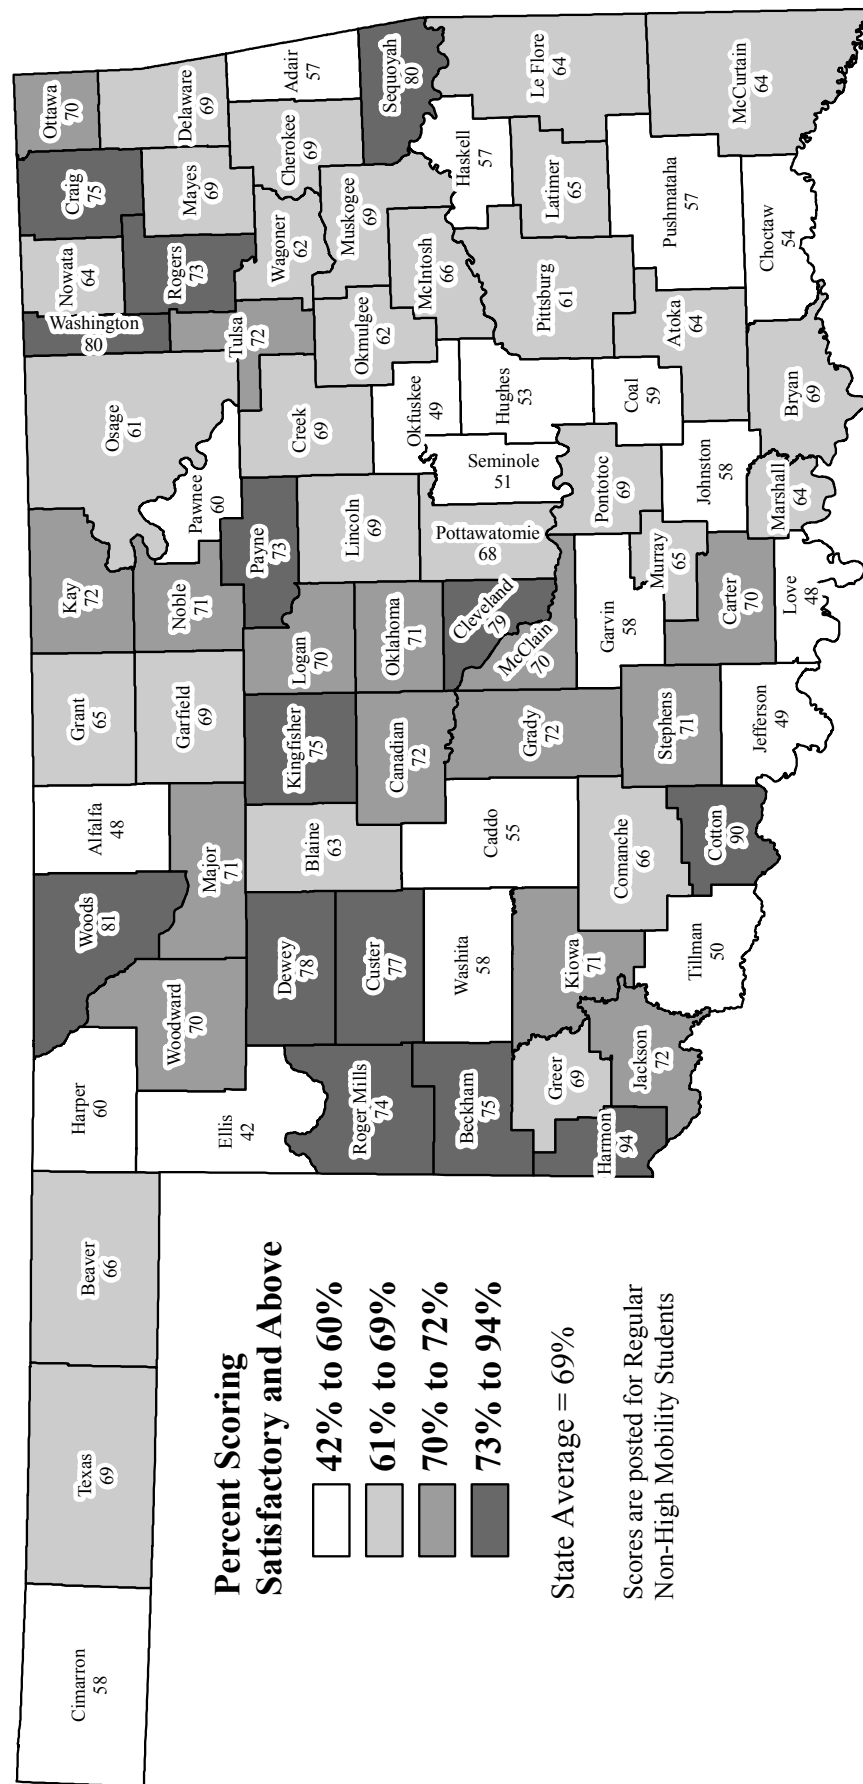 Cimarron
58
Texas
69
Beaver
66
Harper
60
Woods
81
Alfalfa
48
Grant
65
Kay
72
Osage
61
Washington
80
Nowata
64
Craig
75
Ottawa
70
Woodward
70
Major
71
Garfield
69
Noble
71
Pawnee
60
Rogers
73
Mayes
69
Delaware
69
Ellis
42
Dewey
78
Blaine
63
Kingfisher
75
Logan
70
Payne
73
Creek
69
Tulsa
72
Wagoner
62
Cherokee
69
Adair
57
Roger Mills
74
Custer
77
Canadian
72
Oklahoma
71
Lincoln
69
Okfuskee
49
Okmulgee
62
Muskogee
69
Sequoyah
80
Beckham
75
Washita
58
Caddo
55
Grady
72
McClain
70
Cleveland
79
Pottawatomie
68
Seminole
51
Hughes
53
McIntosh
66
Haskell
57
Harmon
94
Greer
69
Kiowa
71
Comanche
66
Stephens
71
Garvin
58
Pontotoc
69
Coal
59
Pittsburg
61
Latimer
65
Le Flore
64
Jackson
72
Tillman
50
Cotton
90
Jefferson
49
Carter
70
Murray
65
Johnston
58
Atoka
64
Pushmataha
57
McCurtain
64
Love
48
Marshall
64
Bryan
69
Choctaw
54
Percent Scoring
Satisfactory and Above
42% to 60%
61% to 69%
70% to 72%
73% to 94%
State Average = 69%
Scores are posted for Regular
Non-High Mobility Students